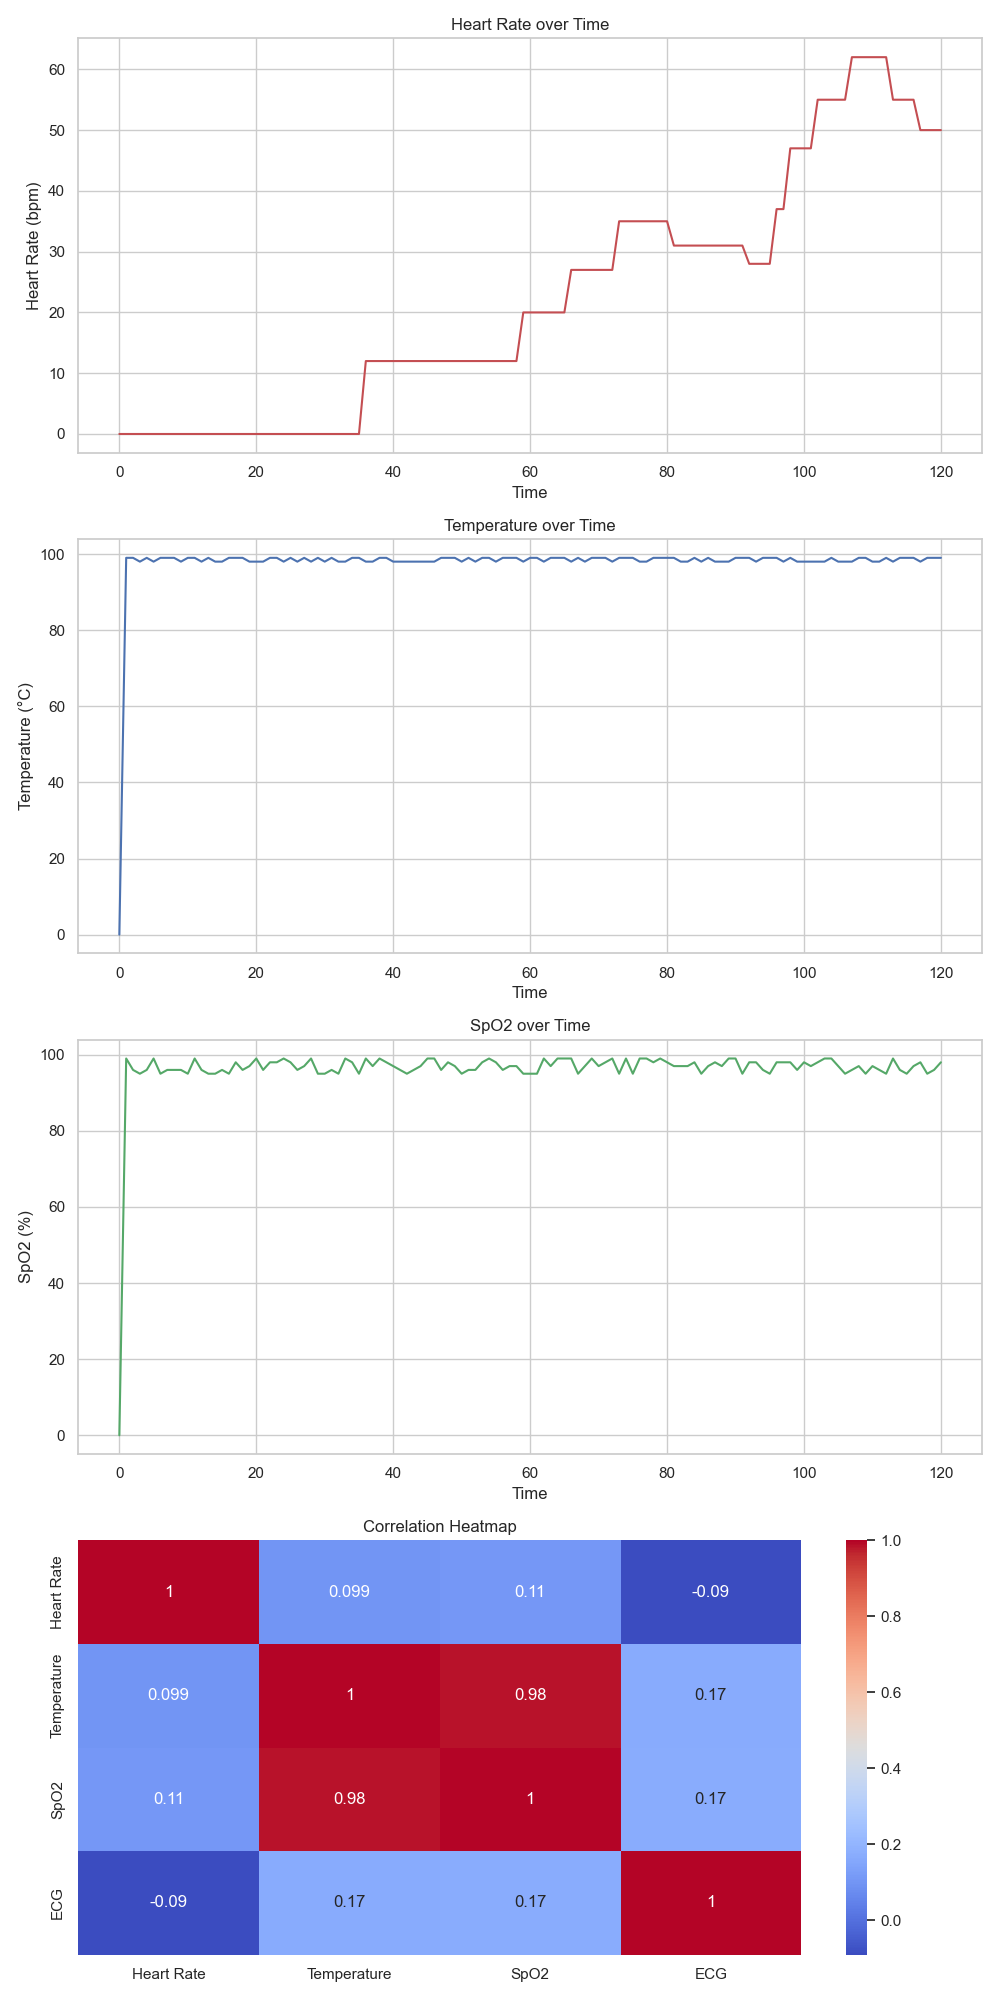 Heart Rate over Time
60
50
40
30
20
10
0
Heart Rate (bpm)
0 20 40 60 80 100 120
Time
Temperature over Time
100
80
60
40
20
0
Temperature (°C)
0 20 40 60 80 100 120
Time
SpO2 over Time
100
80
60
40
20
0
SpO2 (%)
0 20 40 60 80 100 120
Time
Correlation Heatmap
Heart Rate
1 0.099 0.11 -0.09
Temperature
0.099 1 0.98 0.17
SpO2
0.11 0.98 1 0.17
ECG
-0.09 0.17 0.17 1
Heart Rate Temperature SpO2 ECG
1.0
0.8
0.6
0.4
0.2
0.0